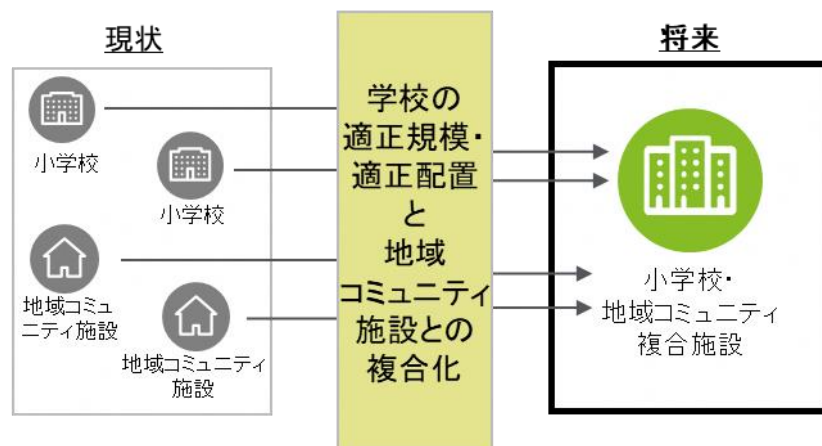 現状
小学校
小学校
地域コミュ
ニティ施設
地域コミュニティ
施設
学校の
適正規模・
適正配置
と
地域
コミュニティ
施設との
複合化
将来
小学校・
地域コミュニティ
複合施設